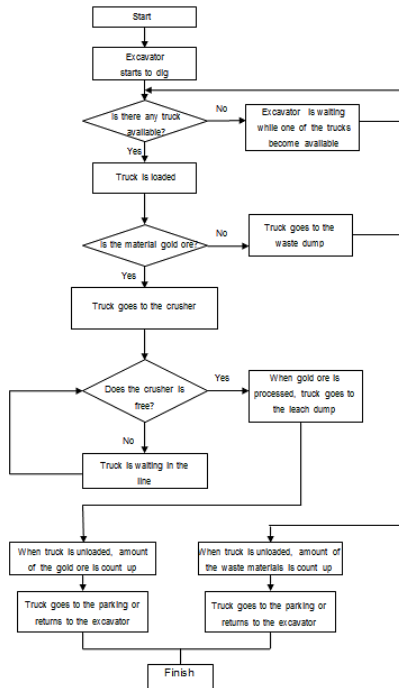 Start
Excavator
starts to dig
Is there any truck
available?
No
Excavator is waiting
while one of the trucks
become available
Yes
Truck is loaded
Is the material gold ore?
No
Truck goes to the
waste dump
Yes
Truck goes to the crusher
Does the crusher is
free?
Yes
When gold ore is
processed, truck goes to
the leach dump
No
Truck is waiting in the
line
When truck is unloaded, amount
of the gold ore is count up
When truck is unloaded, amount of
the waste materials is count up
Truck goes to the parking or
returns to the excavator
Truck goes to the parking or
returns to the excavator
Finish